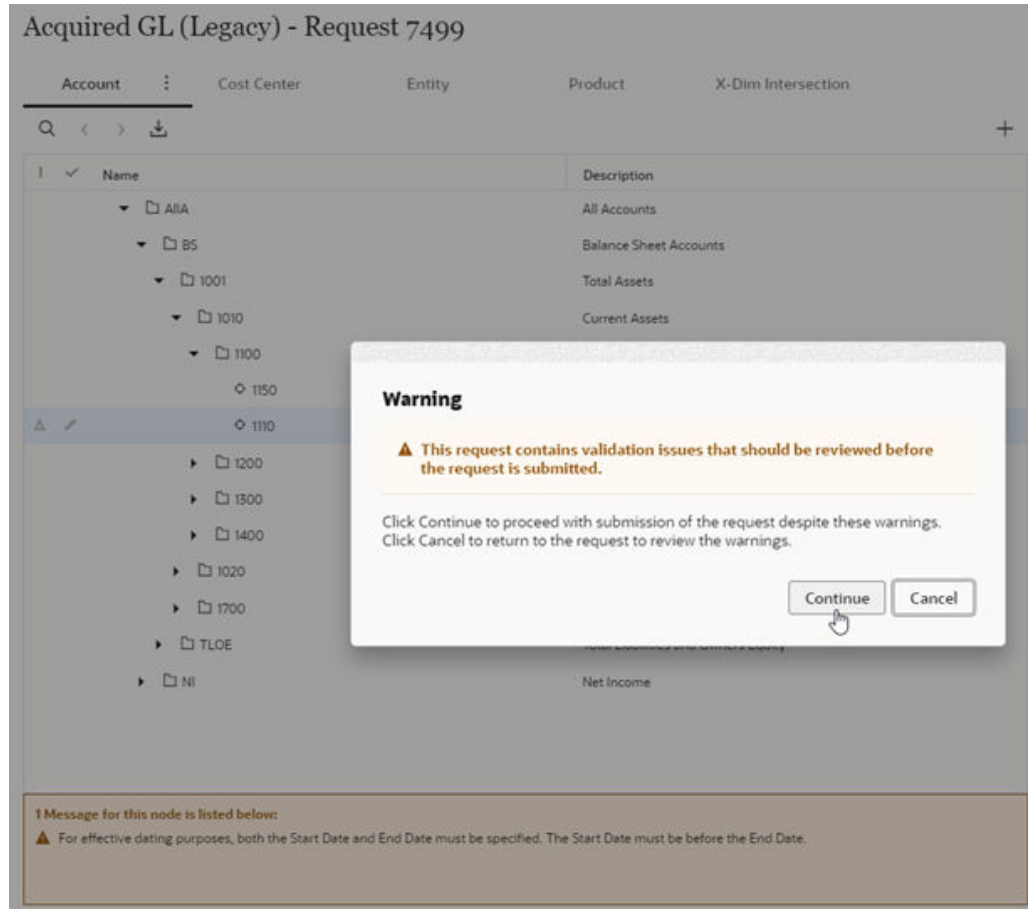 Acquired GL (Legacy) - Request 7499
Account Cost Center Entity Product X-Dim Intersection
Name Description
AllA All Accounts
BS Balance Sheet Accounts
1001 Total Assets
1010 Current Assets
1100
1150
1110
1200
1300
1400
1020
1700
TLOE Total Liabilities and Owners Equity
NI Net Income
Warning
This request contains validation issues that should be reviewed before
the request is submitted.
Click Continue to proceed with submission of the request despite these warnings.
Click Cancel to return to the request to review the warnings.
Continue Cancel
1 Message for this node is listed below:
For effective dating purposes, both the Start Date and End Date must be specified. The Start Date must be before the End Date.